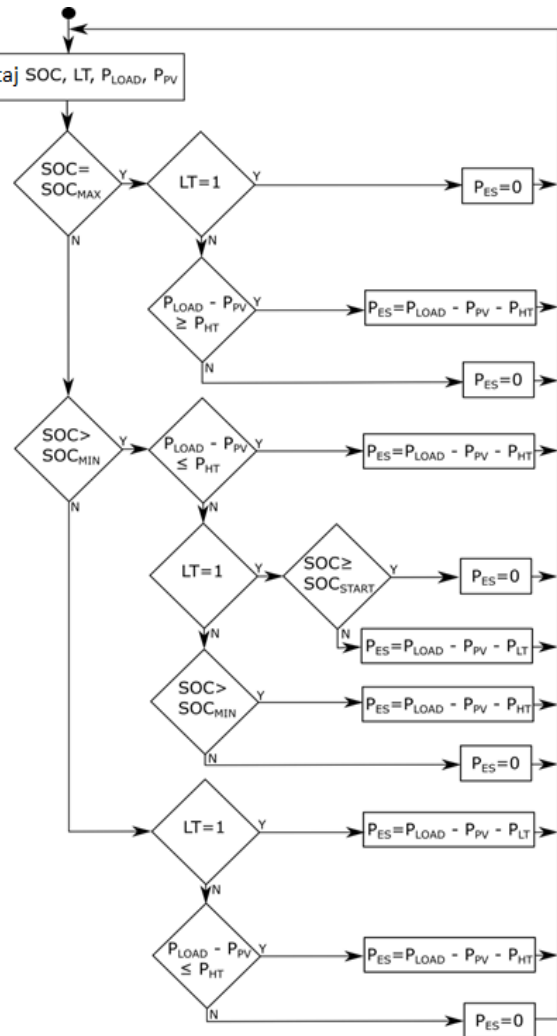 SOC, LT, P_LOAD, P_PV
SOC=
SOC_MAX
Y
N
LT=1
Y
N
P_ES=0
P_LOAD - P_PV
≥ P_HT
Y
N
P_ES=P_LOAD - P_PV - P_HT
P_ES=0
SOC>
SOC_MIN
Y
N
P_LOAD - P_PV
≤ P_HT
Y
N
P_ES=P_LOAD - P_PV - P_HT
LT=1
Y
N
SOC≥
SOC_START
Y
N
P_ES=0
P_ES=P_LOAD - P_PV - P_LT
SOC>
SOC_MIN
Y
N
P_ES=P_LOAD - P_PV - P_HT
P_ES=0
LT=1
Y
N
P_ES=P_LOAD - P_PV - P_LT
P_LOAD - P_PV
≤ P_HT
Y
N
P_ES=P_LOAD - P_PV - P_HT
P_ES=0